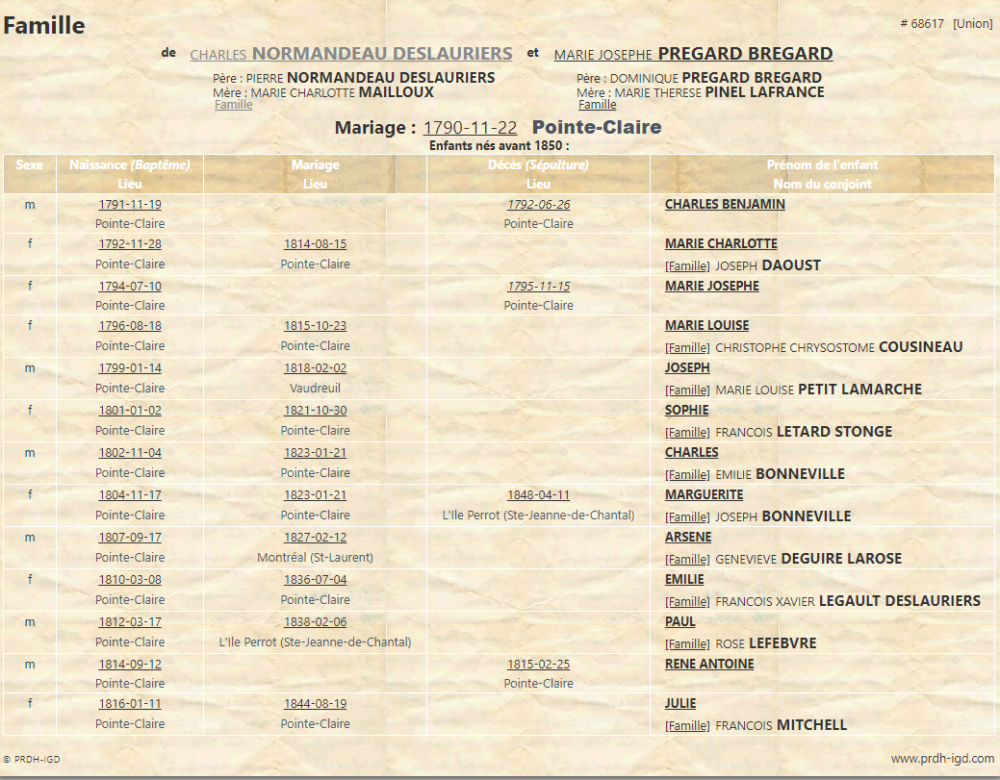 Famille
# 68617 [Union]
de CHARLES NORMANDEAU DESLAURIERS et MARIE JOSEPHE PREGARD BREGARD
Père : PIERRE NORMANDEAU DESLAURIERS
Mère : MARIE CHARLOTTE MAILLOUX
Famille
Père : DOMINIQUE PREGARD BREGARD
Mère : MARIE THERESE PINEL LAFRANCE
Famille
Mariage : 1790-11-22 Pointe-Claire
Enfants nés avant 1850 :
Sexe Naissance (Baptême) Mariage Décès (Sépulture) Prénom de l'enfant
Lieu Lieu Lieu Nom du conjoint
m 1791-11-19 1792-06-26 CHARLES BENJAMIN
Pointe-Claire Pointe-Claire
f 1792-11-28 1814-08-15 MARIE CHARLOTTE
Pointe-Claire Pointe-Claire [Famille] JOSEPH DAOUST
f 1794-07-10 1795-11-15 MARIE JOSEPHE
Pointe-Claire Pointe-Claire
f 1796-08-18 1815-10-23 MARIE LOUISE
Pointe-Claire Pointe-Claire [Famille] CHRISTOPHE CHRYSOSTOME COUSINEAU
m 1799-01-14 1818-02-02 JOSEPH
Pointe-Claire Vaudreuil [Famille] MARIE LOUISE PETIT LAMARCHE
f 1801-01-02 1821-10-30 SOPHIE
Pointe-Claire Pointe-Claire [Famille] FRANCOIS LETARD STONGE
m 1802-11-04 1823-01-21 CHARLES
Pointe-Claire Pointe-Claire [Famille] EMILIE BONNEVILLE
f 1804-11-17 1823-01-21 1848-04-11 MARGUERITE
Pointe-Claire Pointe-Claire L'Ile Perrot (Ste-Jeanne-de-Chantal) [Famille] JOSEPH BONNEVILLE
m 1807-09-17 1827-02-12 ARSENE
Pointe-Claire Montréal (St-Laurent) [Famille] GENEVIEVE DEGUIRE LAROSE
f 1810-03-08 1836-07-04 EMILIE
Pointe-Claire Pointe-Claire [Famille] FRANCOIS XAVIER LEGAULT DESLAURIERS
m 1812-03-17 1838-02-06 PAUL
Pointe-Claire L'Ile Perrot (Ste-Jeanne-de-Chantal) [Famille] ROSE LEFEBVRE
m 1814-09-12 1815-02-25 RENE ANTOINE
Pointe-Claire Pointe-Claire
f 1816-01-11 1844-08-19 JULIE
Pointe-Claire Pointe-Claire [Famille] FRANCOIS MITCHELL
© PRDH-IGD
www.prdh-igd.com